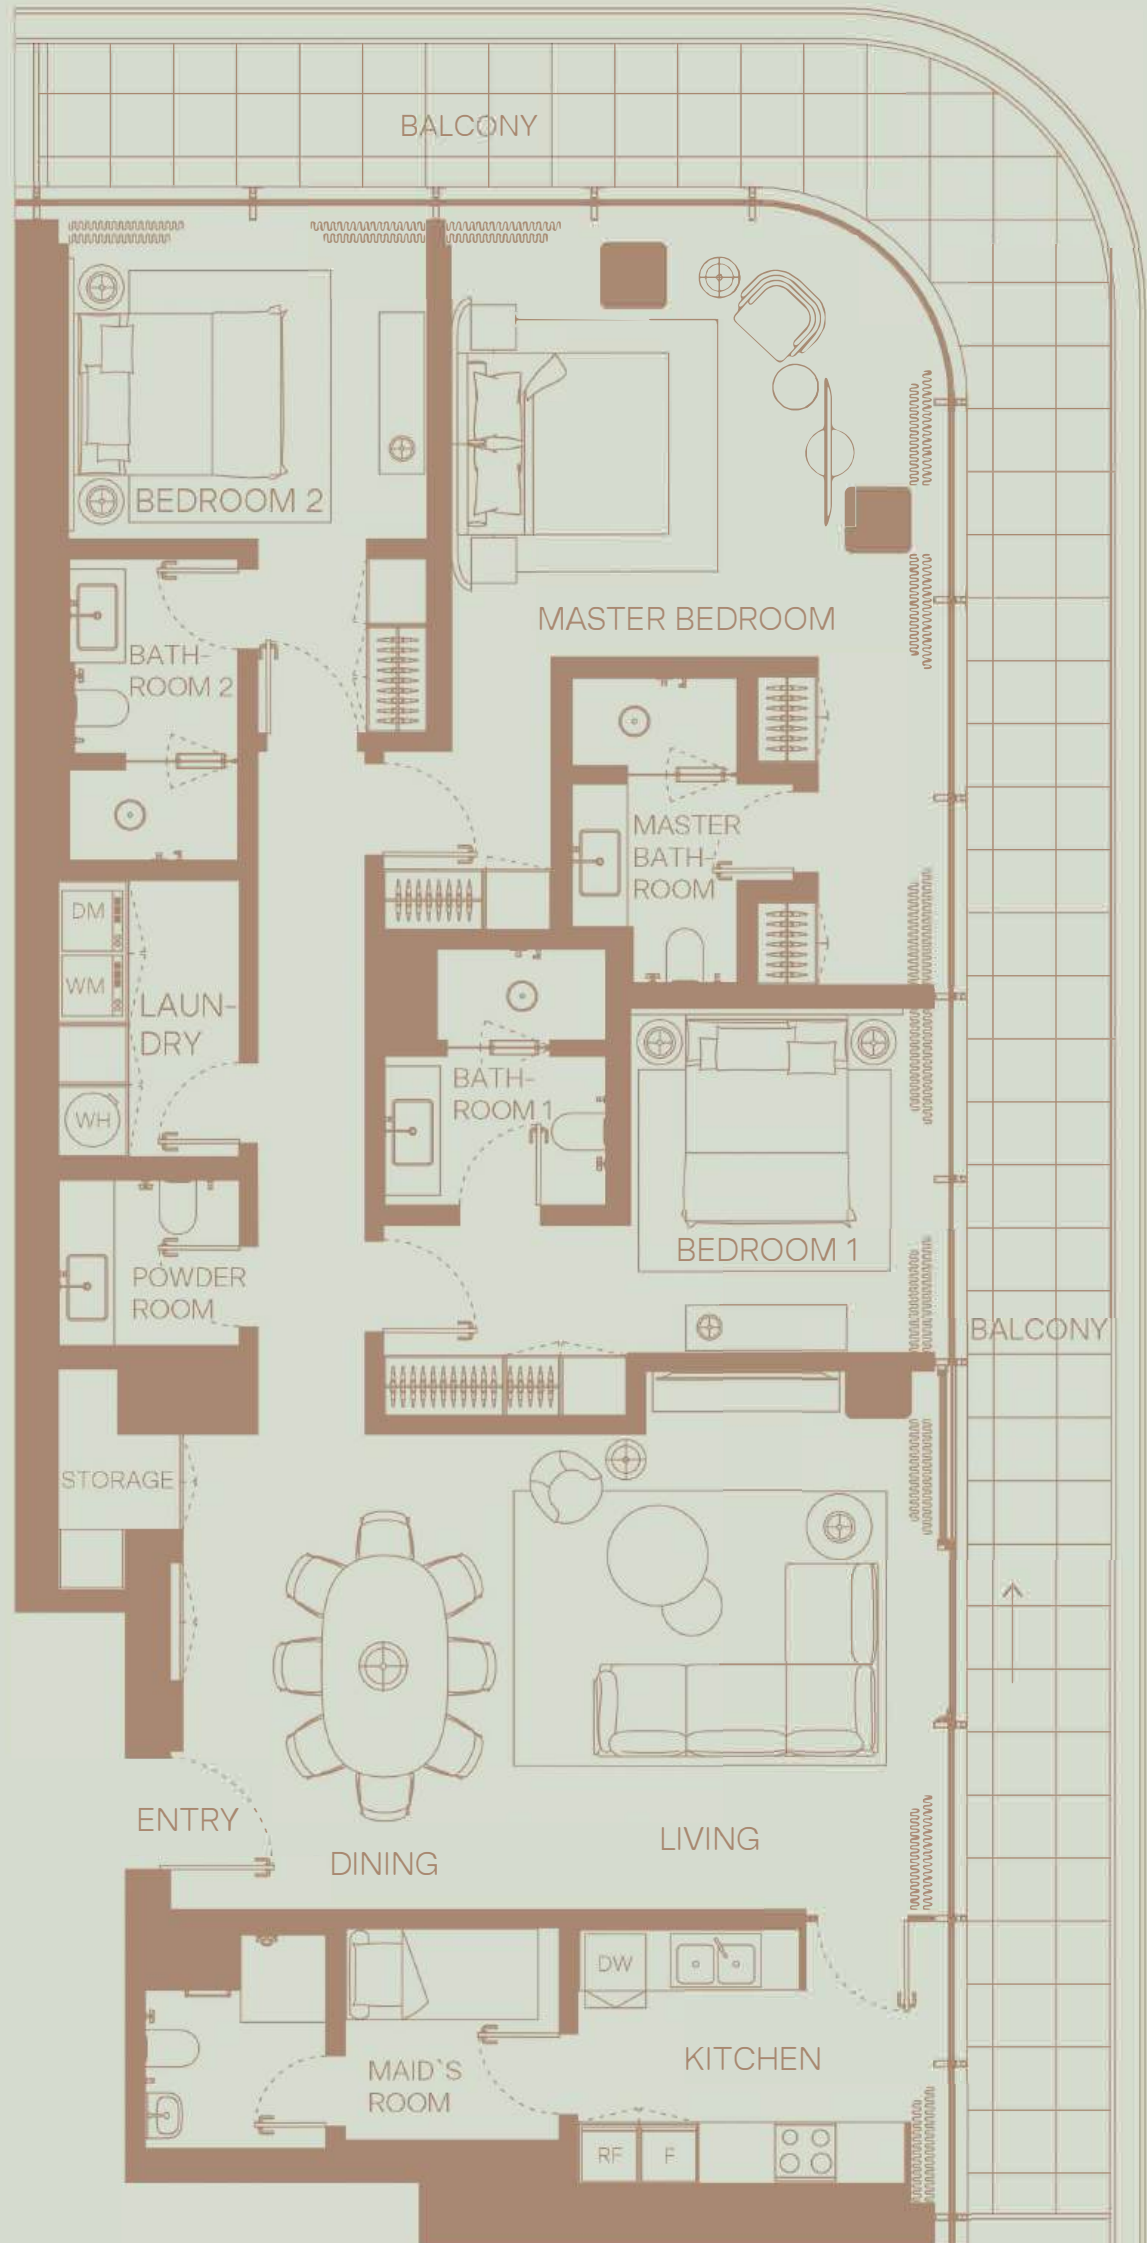 BALCONY
BEDROOM 2
MASTER BEDROOM
BATH-
ROOM 2
MASTER
BATH-
ROOM
DM
WM
LAUN-
DRY
WH
BATH-
ROOM 1
BEDROOM 1
POWDER
ROOM
BALCONY
STORAGE
ENTRY
DINING
LIVING
DW
KITCHEN
MAID`S
ROOM
RF
F